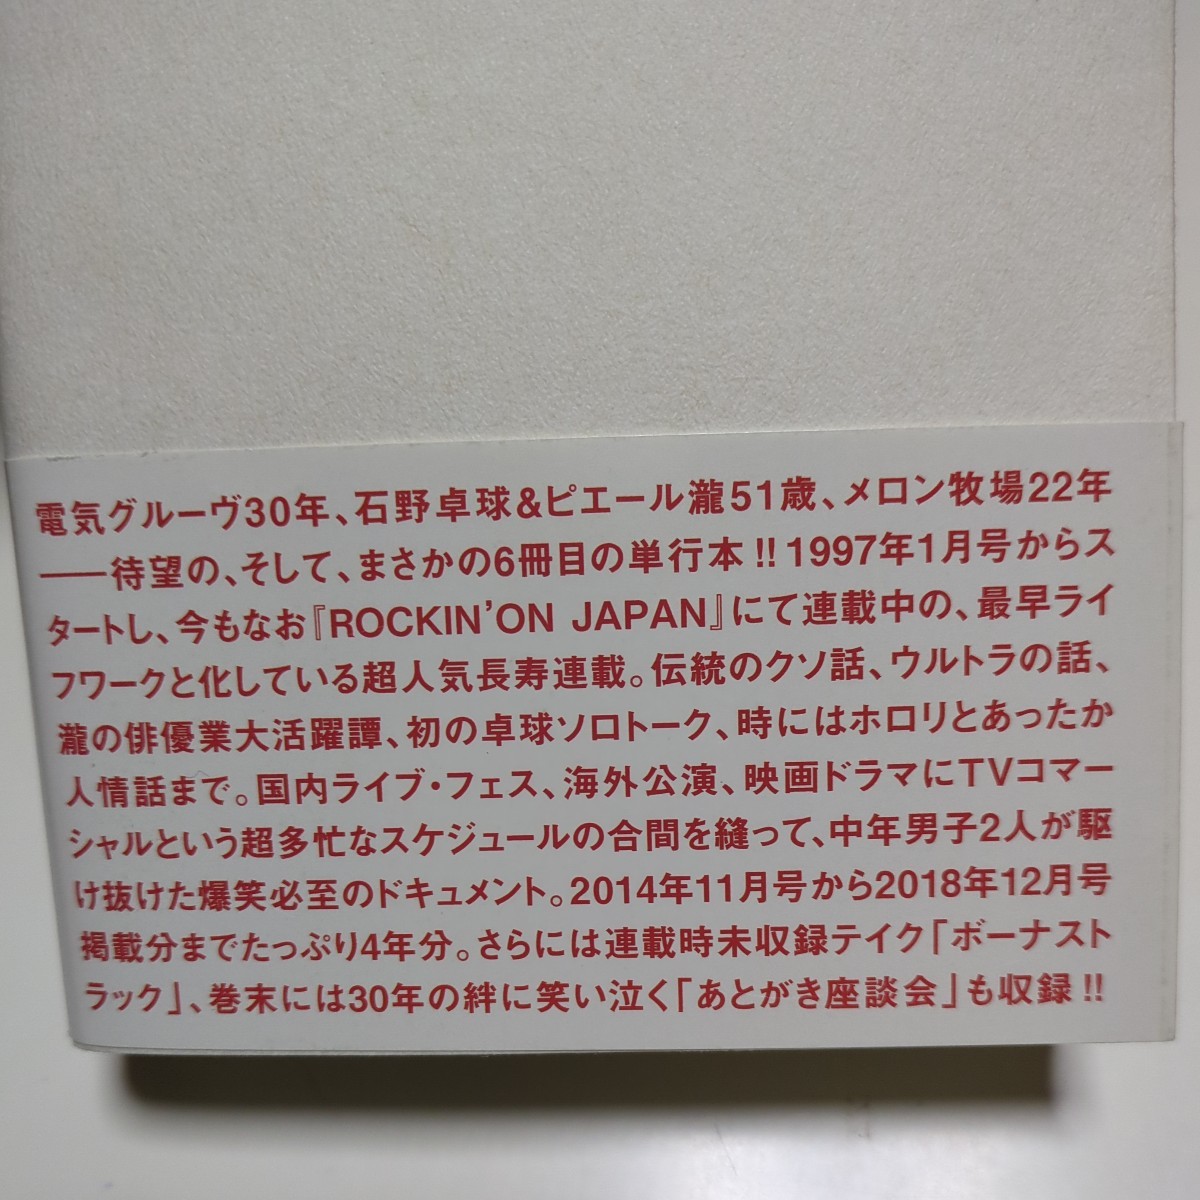 電気グルーヴ30年、石野卓球&ピエール瀧51歳、メロン牧場22年
――待望の、そして、まさかの6冊目の単行本!!1997年1月号からス
タートし、今もなお『ROCKIN'ON JAPAN』にて連載中の、最早ライ
フワークと化している超人気長寿連載。伝統のクソ話、ウルトラの話、
瀧の俳優業大活躍譚、初の卓球ソロトーク、時にはホロリとあったか
人情話まで。国内ライブ・フェス、海外公演、映画ドラマにTVコマー
シャルという超多忙なスケジュールの合間を縫って、中年男子2人が駆
け抜けた爆笑必至のドキュメント。2014年11月号から2018年12月号
掲載分までたっぷり4年分。さらには連載時未収録テイク「ボーナスト
ラック」、巻末には30年の絆に笑い泣く「あとがき座談会」も収録!!